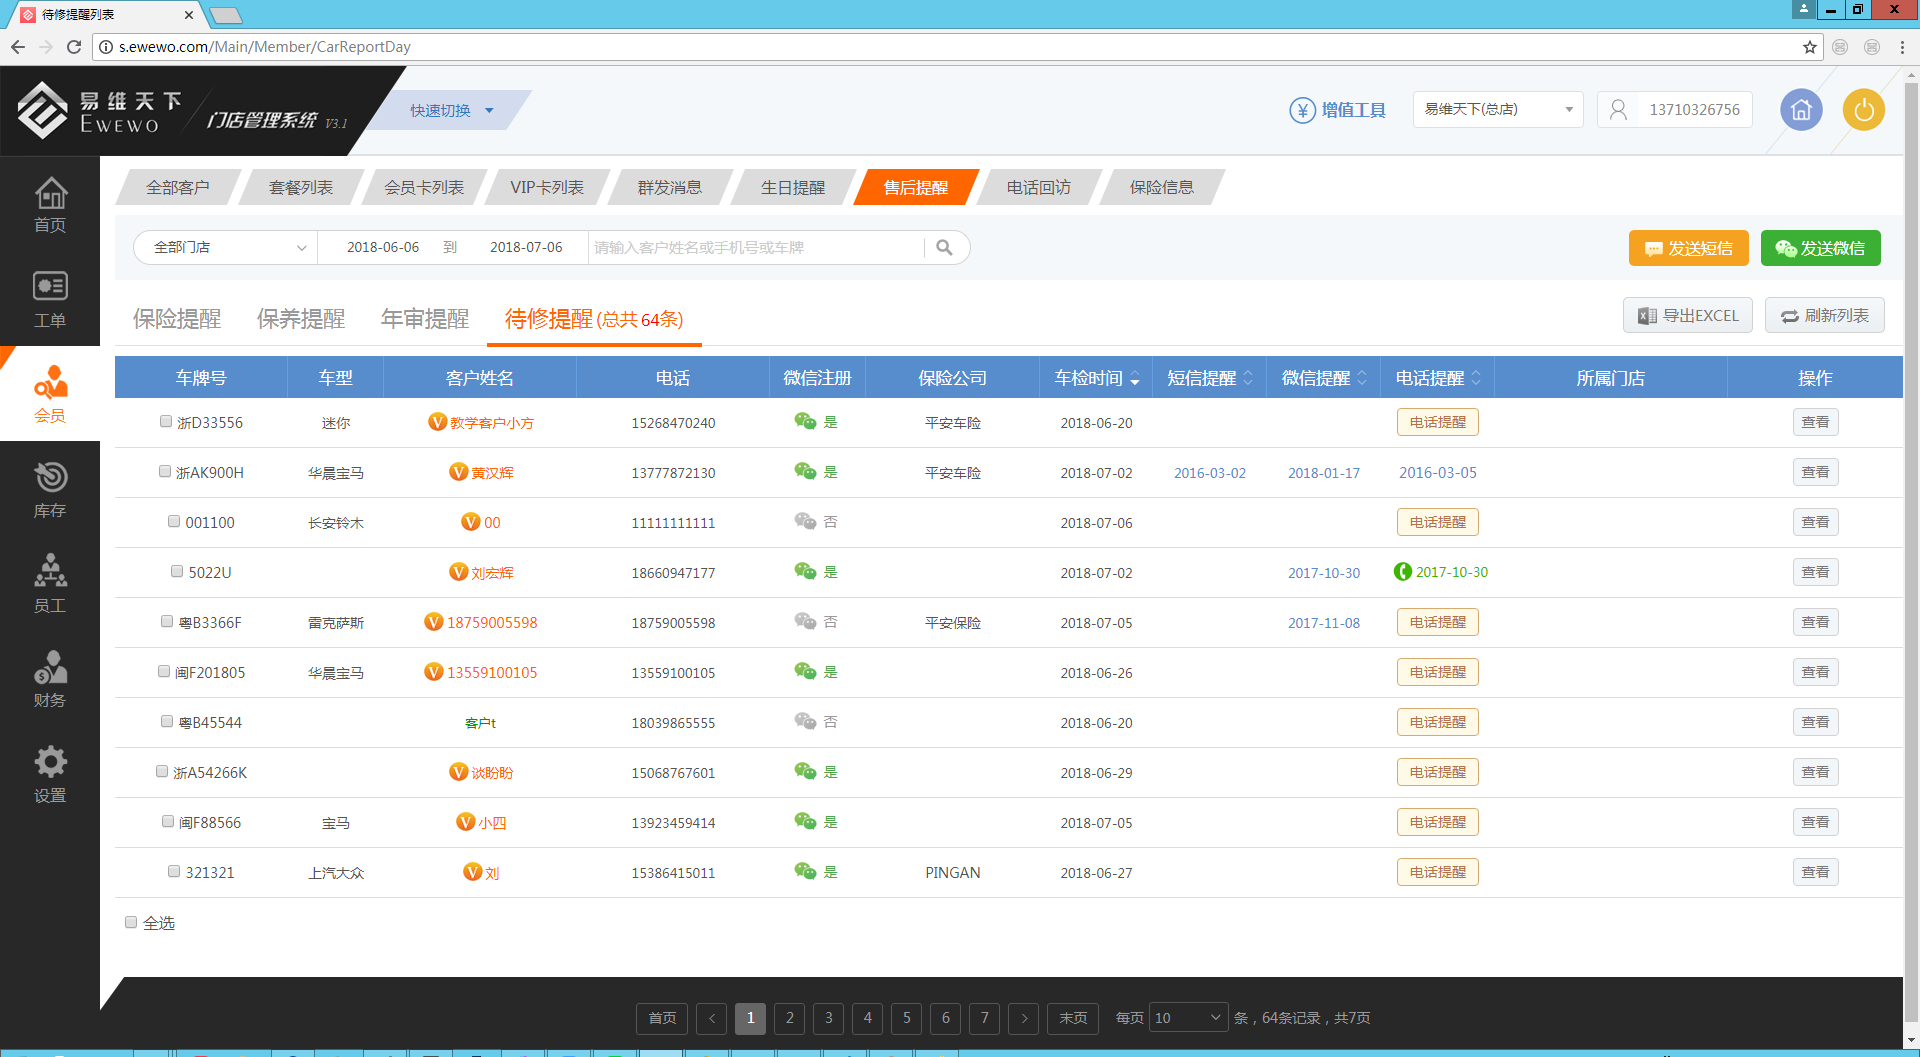 待修提醒列表
s.ewewo.com/Main/Member/CarReportDay
易维天下
EWEWO
门店管理系统 V3.1
快速切换
增值工具
易维天下(总店)
13710326756
首页
工单
会员
库存
员工
财务
设置
全部客户 套餐列表 会员卡列表 VIP卡列表 群发消息 生日提醒 售后提醒 电话回访 保险信息
全部门店 2018-06-06 到 2018-07-06 请输入客户姓名或手机号或车牌
发送短信 发送微信
保险提醒 保养提醒 年审提醒 待修提醒(总共64条)
导出EXCEL 刷新列表
车牌号 车型 客户姓名 电话 微信注册 保险公司 车检时间 短信提醒 微信提醒 电话提醒 所属门店 操作
浙D33556 迷你 V 教学客户小方 15268470240 是 平安车险 2018-06-20 电话提醒 查看
浙AK900H 华晨宝马 V 黄汉辉 13777872130 是 平安车险 2018-07-02 2016-03-02 2018-01-17 2016-03-05 查看
001100 长安铃木 V 00 11111111111 否 2018-07-06 电话提醒 查看
5022U V 刘宏辉 18660947177 是 2018-07-02 2017-10-30 2017-10-30 查看
粤B3366F 雷克萨斯 V 18759005598 18759005598 否 平安保险 2018-07-05 2017-11-08 电话提醒 查看
闽F201805 华晨宝马 V 13559100105 13559100105 是 2018-06-26 电话提醒 查看
粤B45544 客户t 18039865555 否 2018-06-20 电话提醒 查看
浙A54266K V 谈盼盼 15068767601 是 2018-06-29 电话提醒 查看
闽F88566 宝马 V 小四 13923459414 是 2018-07-05 电话提醒 查看
321321 上汽大众 V 刘 15386415011 是 PINGAN 2018-06-27 电话提醒 查看
全选
首页 < 1 2 3 4 5 6 7 > 末页 每页 10 条，64条记录，共7页